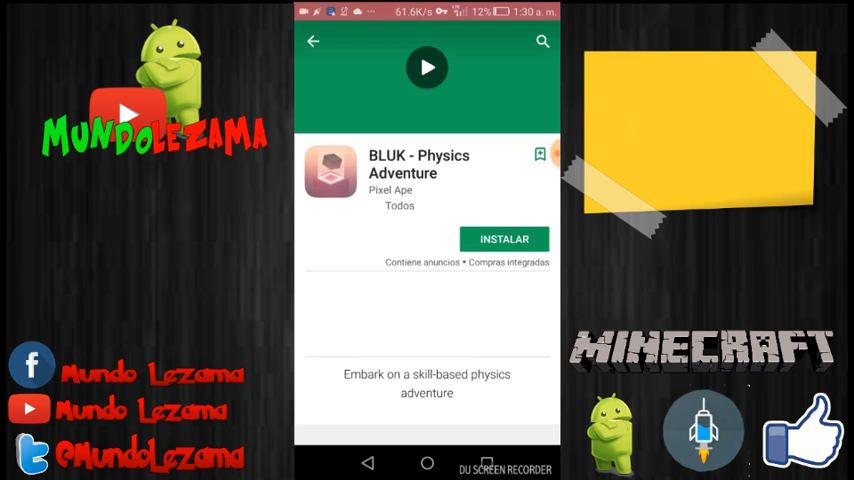 61.6K/s 12% 1:30 a. m.
MUNDOLEZAMA
BLUK - Physics
Adventure
Pixel Ape
Todos
INSTALAR
Contiene anuncios • Compras integradas
Embark on a skill-based physics
adventure
MINECRAFT
Mundo Lezama
Mundo Lezama
@MundoLezama
DU SCREEN RECORDER